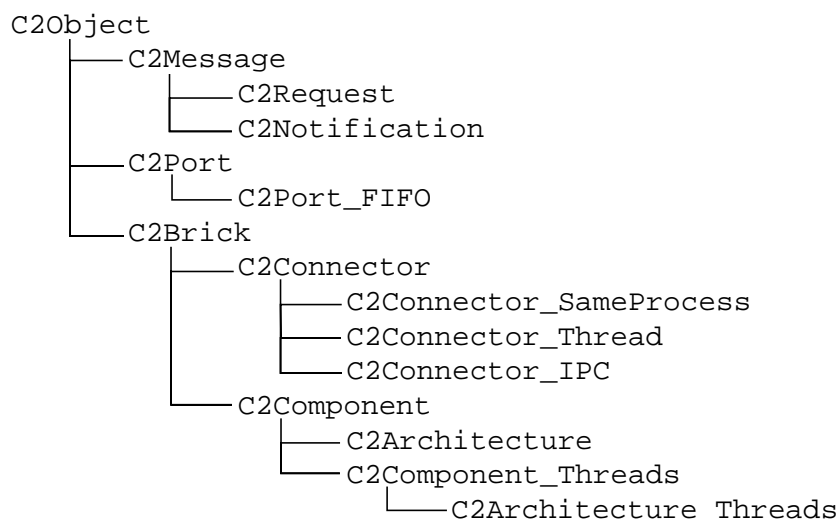 C2Object
C2Message
C2Request
C2Notification
C2Port
C2Port_FIFO
C2Brick
C2Connector
C2Connector_SameProcess
C2Connector_Thread
C2Connector_IPC
C2Component
C2Architecture
C2Component_Threads
C2Architecture Threads